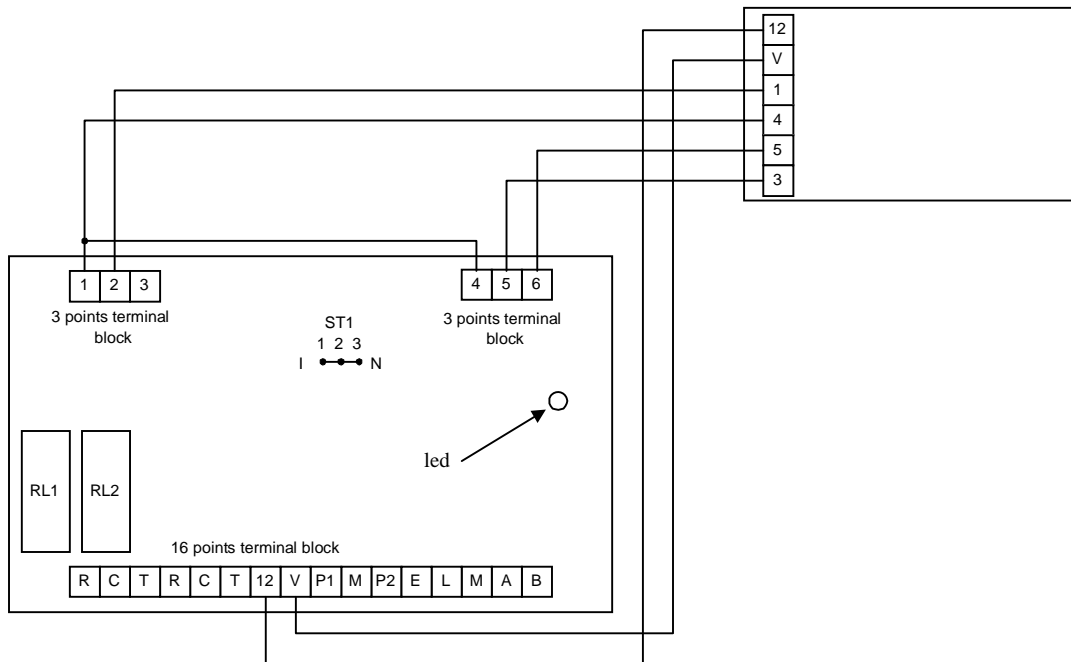 12
V
1
4
5
3
1 2 3
3 points terminal
block
4 5 6
3 points terminal
block
ST1
1 2 3
I N
led
RL1 RL2
16 points terminal block
R C T R C T 12 V P1 M P2 E L M A B